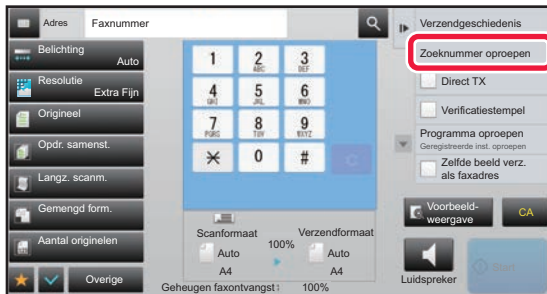 Adres
Faxnummer
Belichting
Auto
Resolutie
Extra Fijn
Origineel
Opdr. samenst.
Langz. scanm.
Gemengd form.
Aantal originelen
Overige
1
2
ABC
3
DEF
4
GHI
5
JKL
6
MNO
7
PQRS
8
TUV
9
WXYZ
0
#
C
Scanformaat
Auto
A4
100%
Verzendformaat
Auto
A4
Geheugen faxontvangst: 100%
Verzendgeschiedenis
Zoeknummer oproepen
Direct TX
Verificatiestempel
Programma oproepen
Geregistreerde inst. oproepen
Zelfde beeld verz.
als faxadres
Voorbeeld-
weergave
CA
Luidspreker
Start